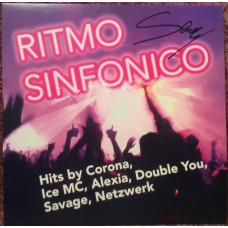 RITMO
SINFONICO
Hits by Corona,
Ice MC, Alexia, Double You,
Savage, Netzwerk